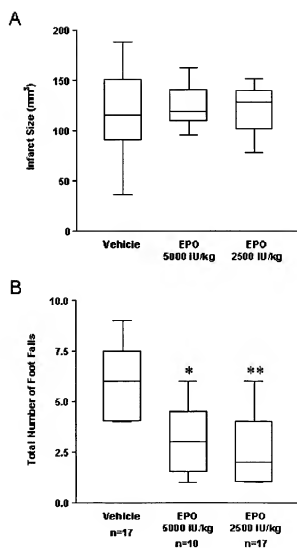 A
200
150
100
50
0
Infarct Size (mm³)
Vehicle
EPO
5000 IU/kg
EPO
2500 IU/kg
B
10.0
7.5
5.0
2.5
0.0
Total Number of Foot Falls
*
**
Vehicle
n=17
EPO
5000 IU/kg
n=10
EPO
2500 IU/kg
n=17